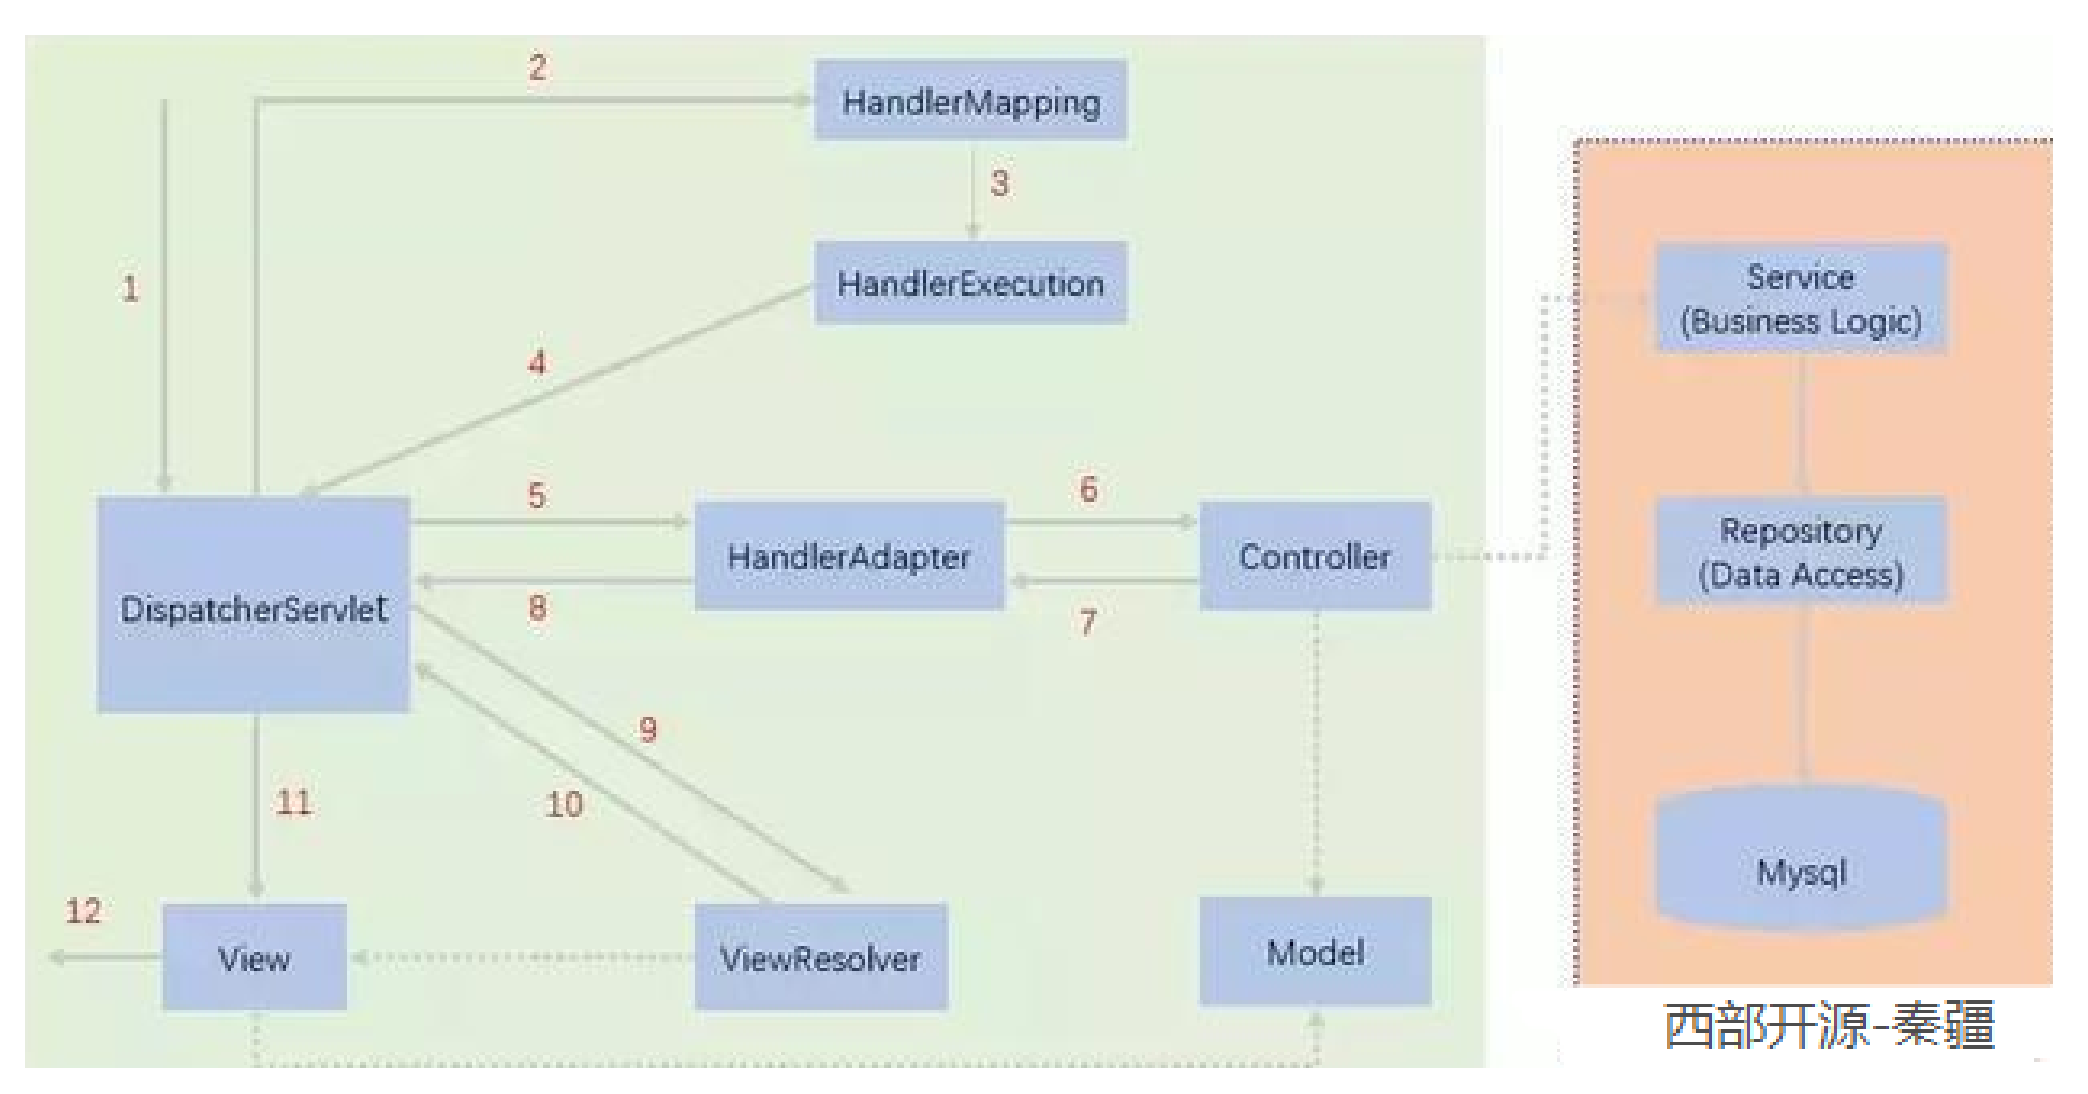 2
HandlerMapping
3
1
HandlerExecution
Service
(Business Logic)
4
5
6
HandlerAdapter
Controller
Repository
(Data Access)
DispatcherServlet
8
7
9
11
10
Mysql
12
View
ViewResolver
Model
西部开源-秦疆